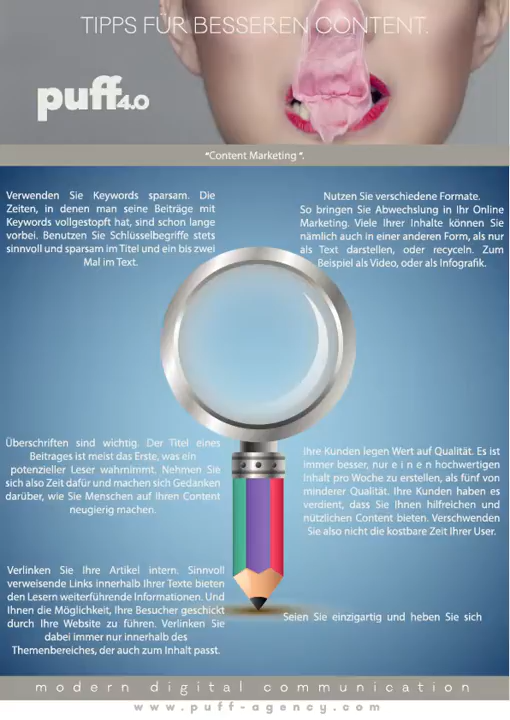 TIPPS FÜR BESSEREN CONTENT.
puff4.0
"Content Marketing ".
Verwenden Sie Keywords sparsam. Die
Zeiten, in denen man seine Beiträge mit
Keywords vollgestopft hat, sind schon lange
vorbei. Benutzen Sie Schlüsselbegriffe stets
sinnvoll und sparsam im Titel und ein bis zwei
Mal im Text.
Nutzen Sie verschiedene Formate.
So bringen Sie Abwechslung in Ihr Online
Marketing. Viele Ihrer Inhalte können Sie
nämlich auch in einer anderen Form, als nur
als Text darstellen, oder recyceln. Zum
Beispiel als Video, oder als Infografik.
Überschriften sind wichtig. Der Titel eines
Beitrages ist meist das Erste, was ein
potenzieller Leser wahrnimmt. Nehmen Sie
sich also Zeit dafür und machen sich Gedanken
darüber, wie Sie Menschen auf Ihren Content
neugierig machen.
Ihre Kunden legen Wert auf Qualität. Es ist
immer besser, nur e i n e n hochwertigen
Inhalt pro Woche zu erstellen, als fünf von
minderer Qualität. Ihre Kunden haben es
verdient, dass Sie Ihnen hilfreichen und
nützlichen Content bieten. Verschwenden
Sie also nicht die kostbare Zeit Ihrer User.
Verlinken Sie Ihre Artikel intern. Sinnvoll
verweisende Links innerhalb Ihrer Texte bieten
den Lesern weiterführende Informationen. Und
Ihnen die Möglichkeit, Ihre Besucher geschickt
durch Ihre Website zu führen. Verlinken Sie
dabei immer nur innerhalb des
Themenbereiches, der auch zum Inhalt passt.
Seien Sie einzigartig und heben Sie sich
modern digital communication
www.puff-agency.com